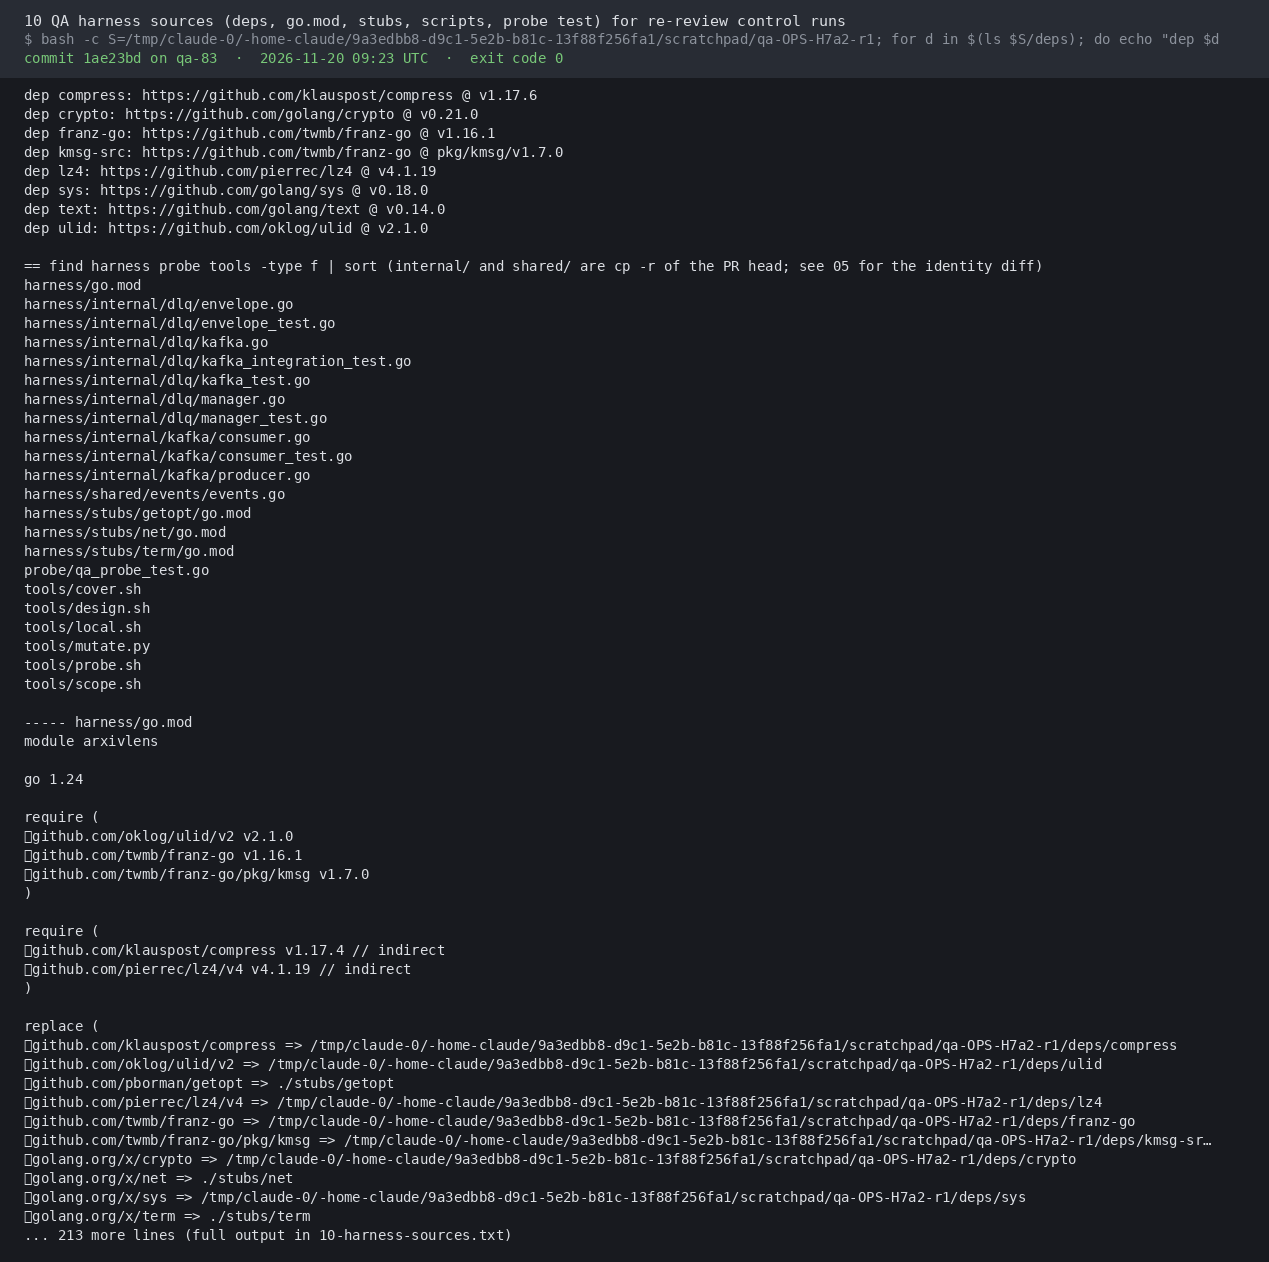 10 QA harness sources (deps, go.mod, stubs, scripts, probe test) for re-review control runs
$ bash -c S=/tmp/claude-0/-home-claude/9a3edbb8-d9c1-5e2b-b81c-13f88f256fa1/scratchpad/qa-OPS-H7a2-r1; for d in $(ls $S/deps); do echo "dep $d
commit 1ae23bd on qa-83  ·  2026-11-20 09:23 UTC  ·  exit code 0
dep compress: https://github.com/klauspost/compress @ v1.17.6
dep crypto: https://github.com/golang/crypto @ v0.21.0
dep franz-go: https://github.com/twmb/franz-go @ v1.16.1
dep kmsg-src: https://github.com/twmb/franz-go @ pkg/kmsg/v1.7.0
dep lz4: https://github.com/pierrec/lz4 @ v4.1.19
dep sys: https://github.com/golang/sys @ v0.18.0
dep text: https://github.com/golang/text @ v0.14.0
dep ulid: https://github.com/oklog/ulid @ v2.1.0
== find harness probe tools -type f | sort (internal/ and shared/ are cp -r of the PR head; see 05 for the identity diff)
harness/go.mod
harness/internal/dlq/envelope.go
harness/internal/dlq/envelope_test.go
harness/internal/dlq/kafka.go
harness/internal/dlq/kafka_integration_test.go
harness/internal/dlq/kafka_test.go
harness/internal/dlq/manager.go
harness/internal/dlq/manager_test.go
harness/internal/kafka/consumer.go
harness/internal/kafka/consumer_test.go
harness/internal/kafka/producer.go
harness/shared/events/events.go
harness/stubs/getopt/go.mod
harness/stubs/net/go.mod
harness/stubs/term/go.mod
probe/qa_probe_test.go
tools/cover.sh
tools/design.sh
tools/local.sh
tools/mutate.py
tools/probe.sh
tools/scope.sh
----- harness/go.mod
module arxivlens
go 1.24
require (
github.com/oklog/ulid/v2 v2.1.0
github.com/twmb/franz-go v1.16.1
github.com/twmb/franz-go/pkg/kmsg v1.7.0
)
require (
github.com/klauspost/compress v1.17.4 // indirect
github.com/pierrec/lz4/v4 v4.1.19 // indirect
)
replace (
github.com/klauspost/compress => /tmp/claude-0/-home-claude/9a3edbb8-d9c1-5e2b-b81c-13f88f256fa1/scratchpad/qa-OPS-H7a2-r1/deps/compress
github.com/oklog/ulid/v2 => /tmp/claude-0/-home-claude/9a3edbb8-d9c1-5e2b-b81c-13f88f256fa1/scratchpad/qa-OPS-H7a2-r1/deps/ulid
github.com/pborman/getopt => ./stubs/getopt
github.com/pierrec/lz4/v4 => /tmp/claude-0/-home-claude/9a3edbb8-d9c1-5e2b-b81c-13f88f256fa1/scratchpad/qa-OPS-H7a2-r1/deps/lz4
github.com/twmb/franz-go => /tmp/claude-0/-home-claude/9a3edbb8-d9c1-5e2b-b81c-13f88f256fa1/scratchpad/qa-OPS-H7a2-r1/deps/franz-go
github.com/twmb/franz-go/pkg/kmsg => /tmp/claude-0/-home-claude/9a3edbb8-d9c1-5e2b-b81c-13f88f256fa1/scratchpad/qa-OPS-H7a2-r1/deps/kmsg-sr…
golang.org/x/crypto => /tmp/claude-0/-home-claude/9a3edbb8-d9c1-5e2b-b81c-13f88f256fa1/scratchpad/qa-OPS-H7a2-r1/deps/crypto
golang.org/x/net => ./stubs/net
golang.org/x/sys => /tmp/claude-0/-home-claude/9a3edbb8-d9c1-5e2b-b81c-13f88f256fa1/scratchpad/qa-OPS-H7a2-r1/deps/sys
golang.org/x/term => ./stubs/term
... 213 more lines (full output in 10-harness-sources.txt)